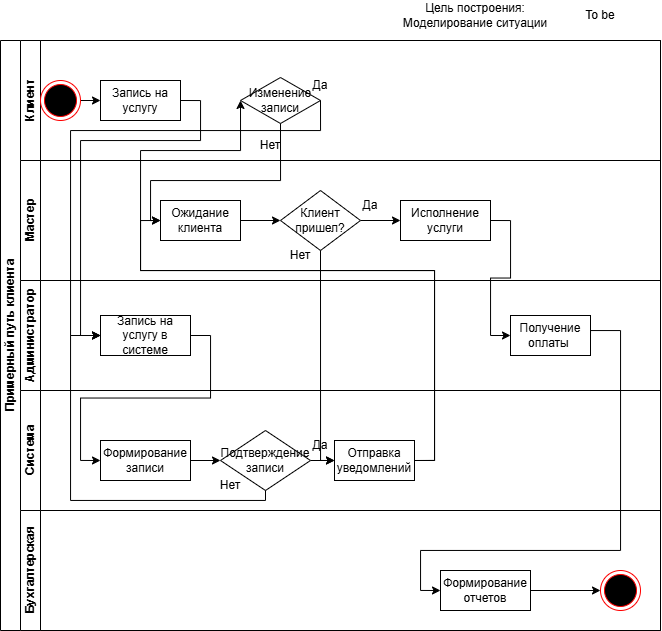 Цель построения:
Моделирование ситуации
To be
Примерный путь клиента
Клиент
Запись на
услугу
Изменение
записи
Да
Нет
Мастер
Ожидание
клиента
Клиент
пришел?
Да
Нет
Исполнение
услуги
Администратор
Запись на
услугу в
системе
Получение
оплаты
Система
Формирование
записи
Подтверждение
записи
Да
Нет
Отправка
уведомлений
Бухгалтерская
Формирование
отчетов